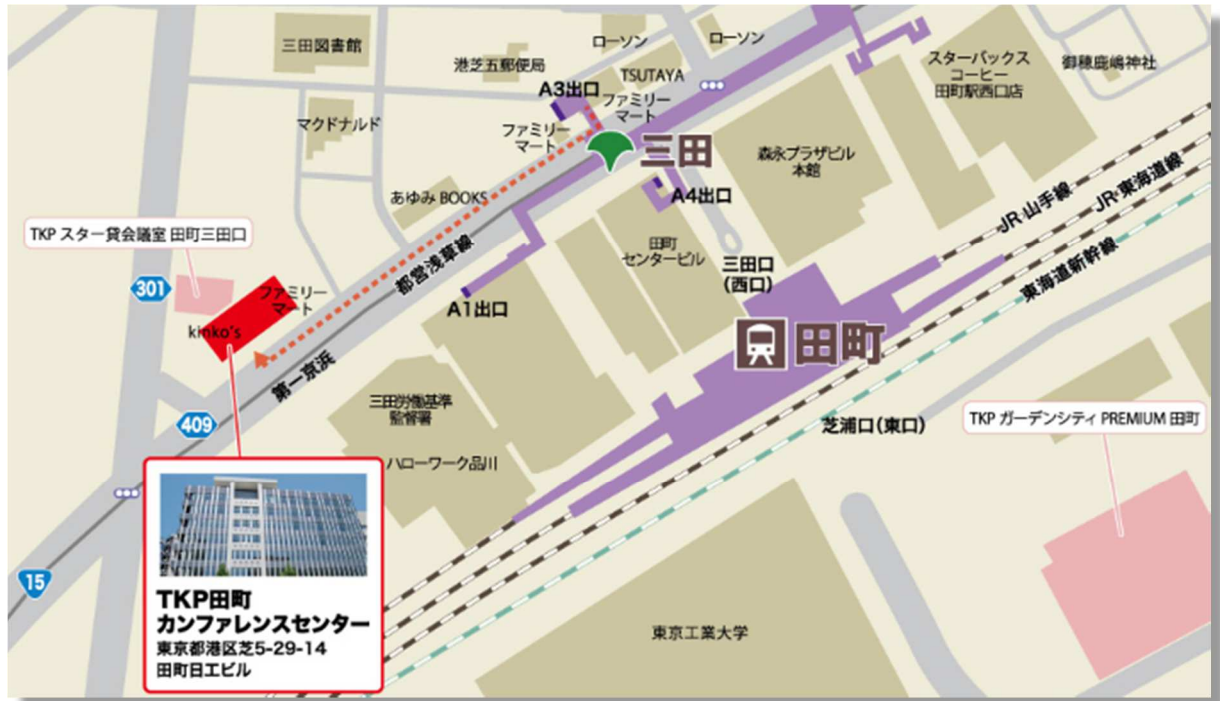 三田図書館
港芝五郵便局
ローソン
ローソン
TSUTAYA
スターバックス
コーヒー
田町駅西口店
御穂鹿嶋神社
A3出口
ファミリー
マート
マクドナルド
ファミリー
マート
三田
森永プラザビル
本館
A4出口
あゆみ BOOKS
JR 山手線
JR 東海道線
TKP スター貸会議室 田町三田口
都営浅草線
田町
センタービル
三田口
(西口)
東海道新幹線
301
ファミリー
マート
kinko's
A1出口
田町
第一京浜
三田労働基準
監督署
409
芝浦口(東口)
TKP ガーデンシティ PREMIUM 田町
ハローワーク品川
15
TKP田町
カンファレンスセンター
東京都港区芝5-29-14
田町日工ビル
東京工業大学